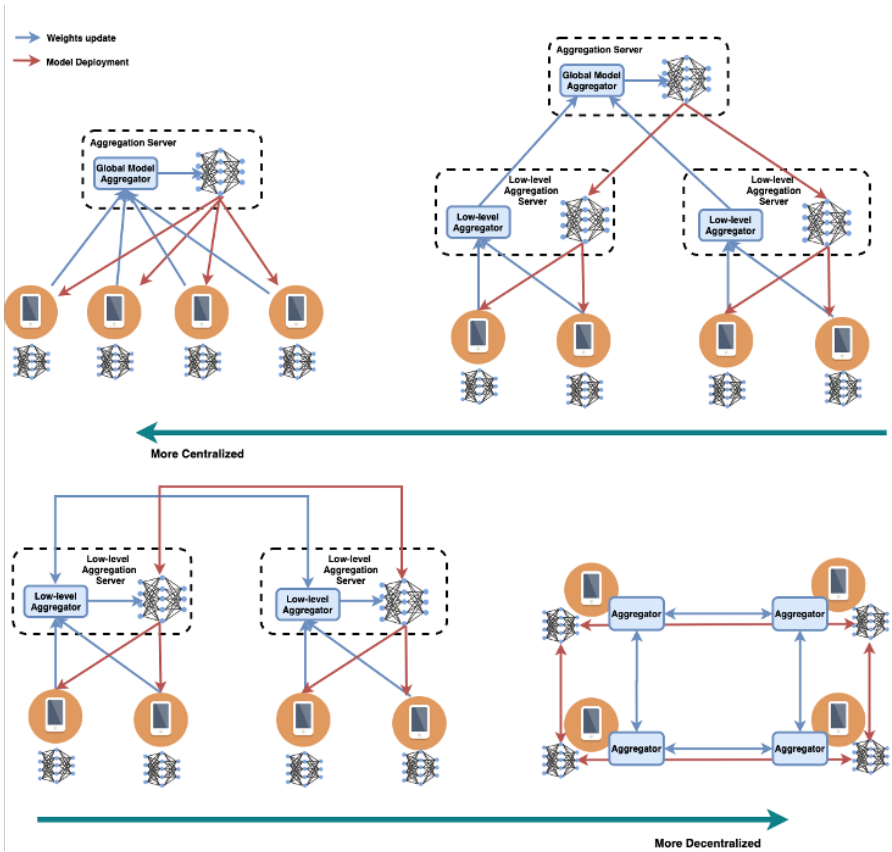 Weights update
Model Deployment
Aggregation Server
Global Model
Aggregator
Aggregation Server
Global Model
Aggregator
Low-level
Aggregation
Server
Low-level
Aggregator
Low-level
Aggregation
Server
Low-level
Aggregator
More Centralized
Low-level
Aggregation
Server
Low-level
Aggregator
Low-level
Aggregation
Server
Low-level
Aggregator
Aggregator
Aggregator
Aggregator
Aggregator
More Decentralized